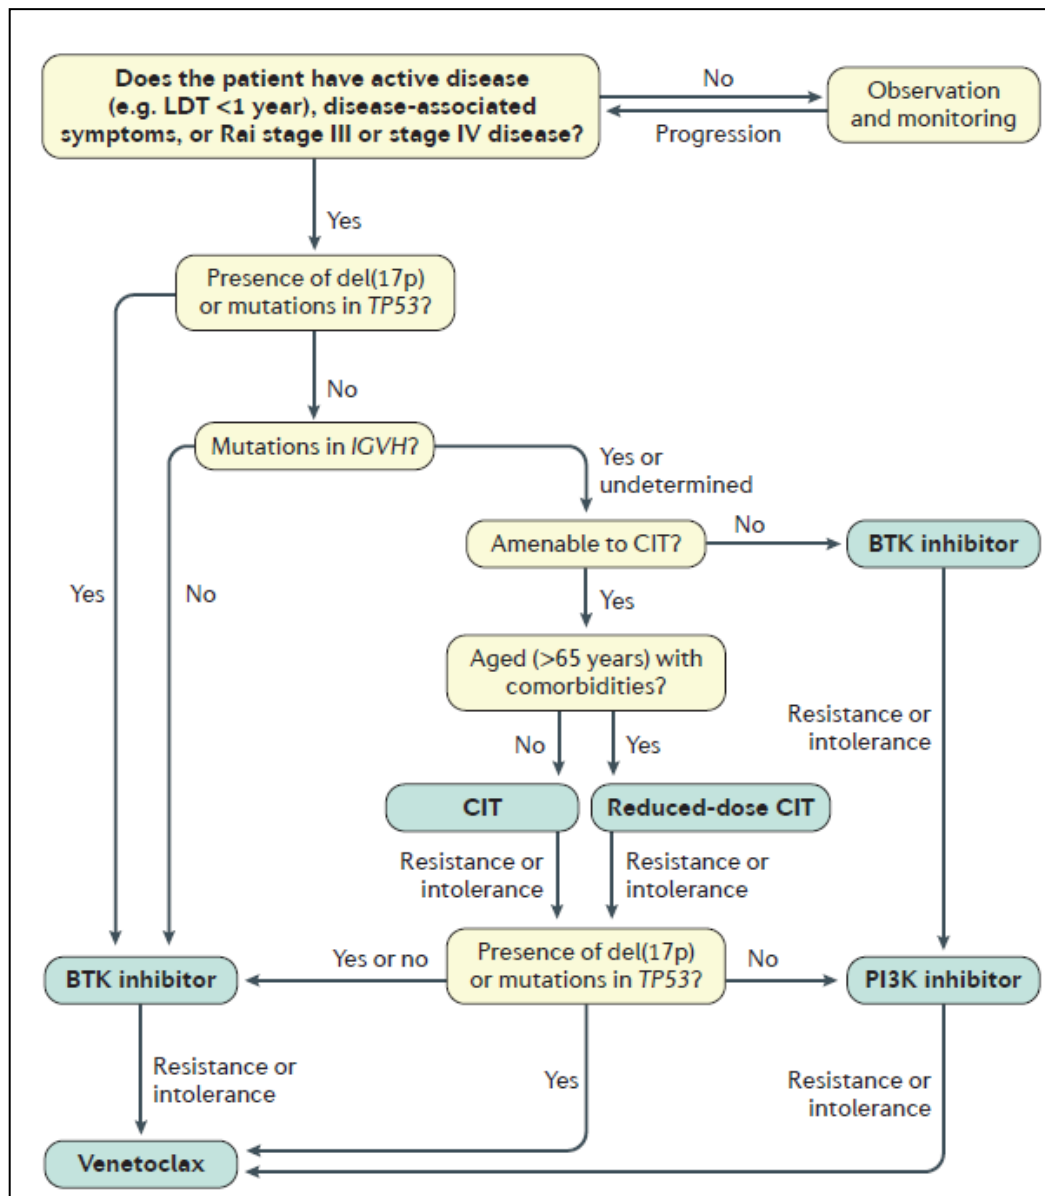 Does the patient have active disease
(e.g. LDT <1 year), disease-associated
symptoms, or Rai stage III or stage IV disease?
No
Progression
Observation
and monitoring
Yes
Presence of del(17p)
or mutations in TP53?
No
Mutations in IGVH?
Yes or
undetermined
Amenable to CIT?
No
BTK inhibitor
Yes
No
Yes
Aged (>65 years) with
comorbidities?
Resistance or
intolerance
No
Yes
CIT
Reduced-dose CIT
Resistance or
intolerance
Resistance or
intolerance
Presence of del(17p)
or mutations in TP53?
Yes or no
No
BTK inhibitor
PI3K inhibitor
Resistance or
intolerance
Yes
Resistance or
intolerance
Venetoclax